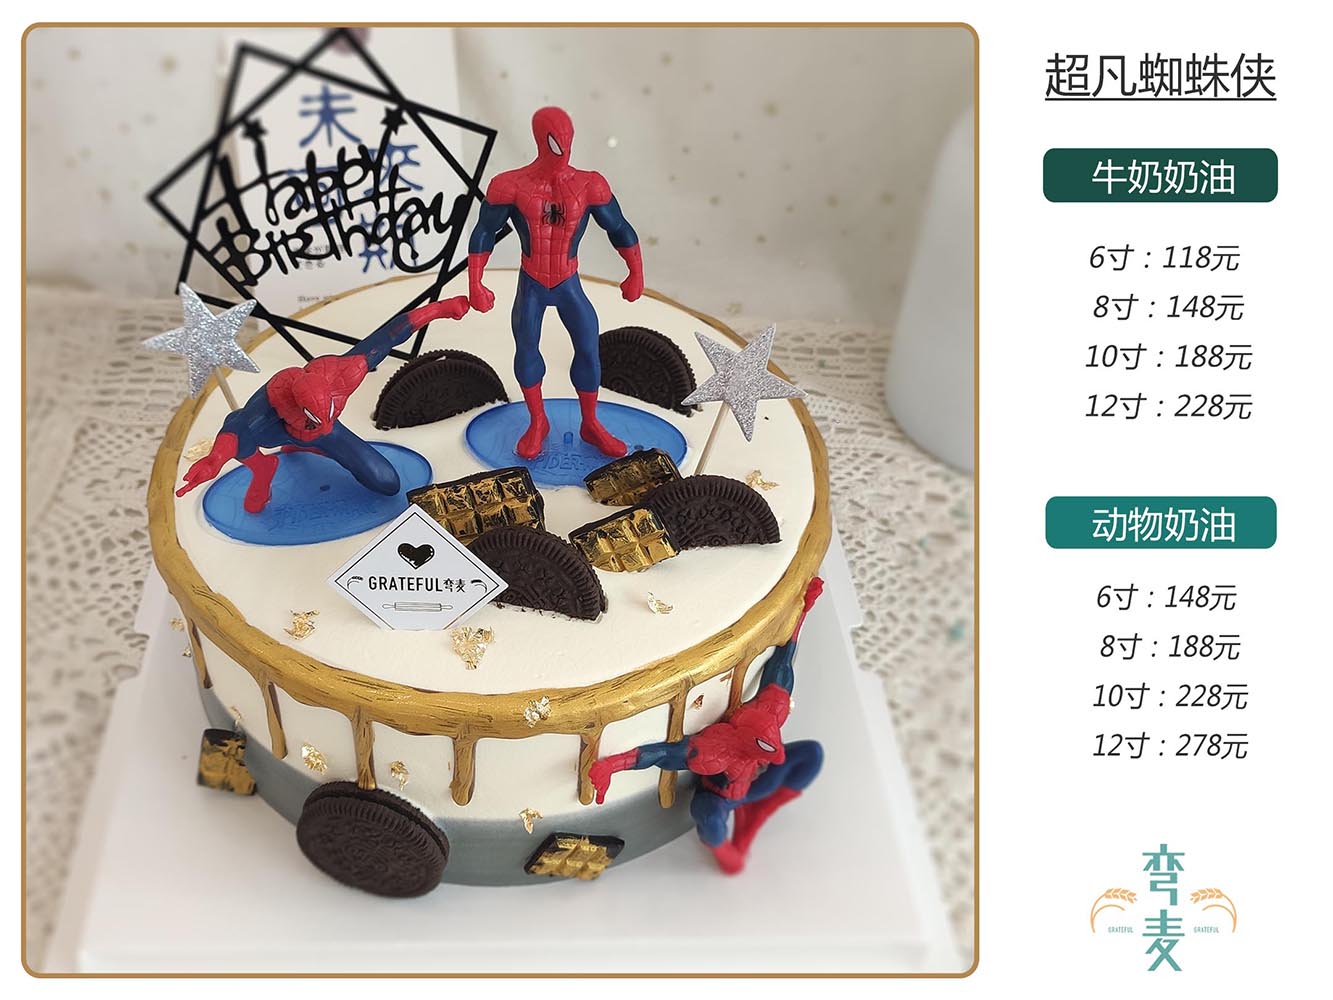 超凡蜘蛛侠
牛奶奶油
6寸：118元
8寸：148元
10寸：188元
12寸：228元
动物奶油
6寸：148元
8寸：188元
10寸：228元
12寸：278元
弯麦
GRATEFUL
GRATEFUL
未来
Happy
Birthday
GRATEFUL弯麦